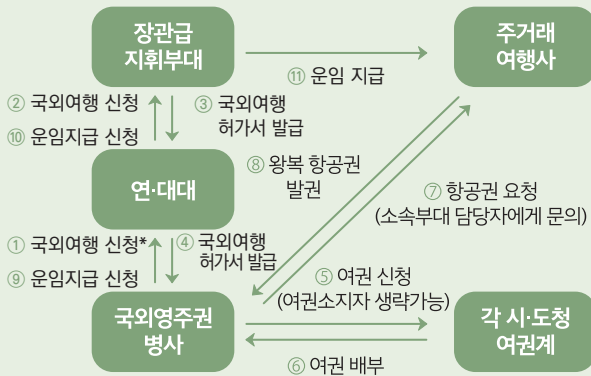 장관급
지휘부대
주거래
여행사
⑪ 운임 지급
② 국외여행 신청
⑩ 운임지급 신청
③ 국외여행
허가서 발급
연·대대
⑧ 왕복 항공권
발권
⑦ 항공권 요청
(소속부대 담당자에게 문의)
① 국외여행 신청*
⑨ 운임지급 신청
④ 국외여행
허가서 발급
⑤ 여권 신청
(여권소지자 생략가능)
국외영주권
병사
각 시·도청
여권계
⑥ 여권 배부